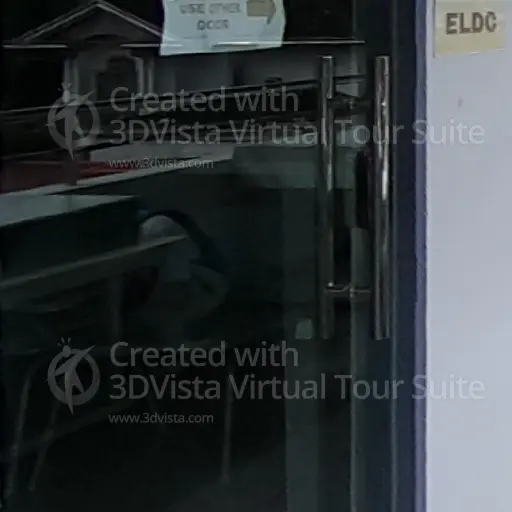 USE OTHER
DOOR
ELDC
Created with
3DVista Virtual Tour Suite
www.3dvista.com
Created with
3DVista Virtual Tour Suite
www.3dvista.com